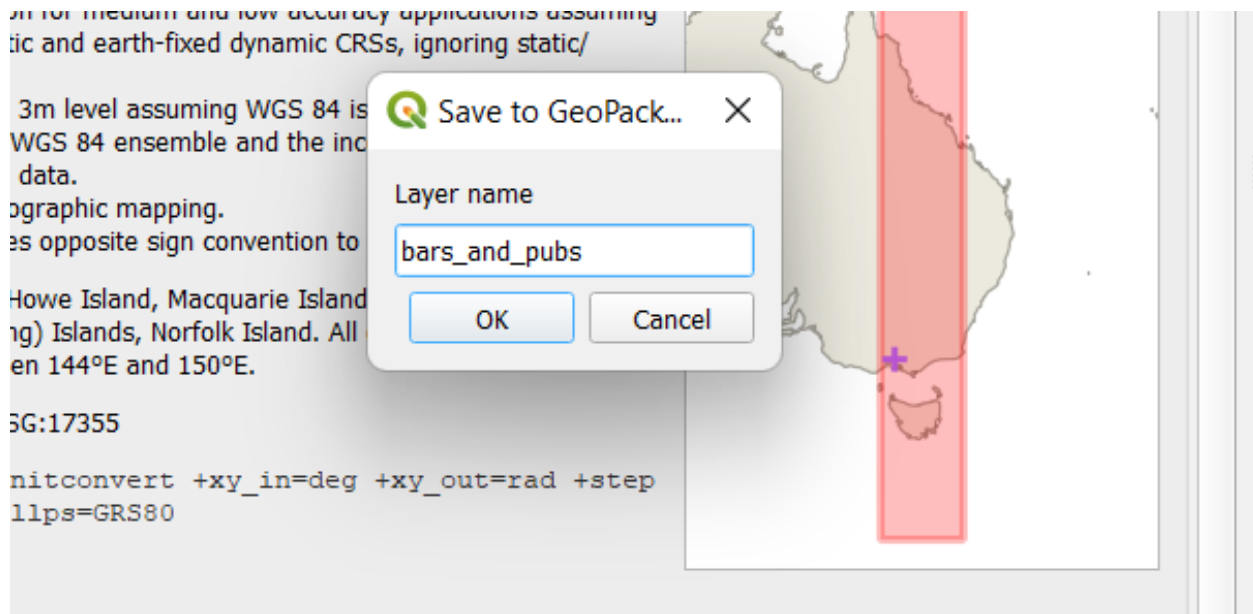 on for medium and low accuracy applications assuming
tic and earth-fixed dynamic CRSs, ignoring static/
3m level assuming WGS 84 is
WGS 84 ensemble and the inc
data.
ographic mapping.
es opposite sign convention to
Howe Island, Macquarie Island
ng) Islands, Norfolk Island. All
en 144°E and 150°E.
SG:17355
nitconvert +xy_in=deg +xy_out=rad +step
llps=GRS80
Save to GeoPack...
Layer name
bars_and_pubs
OK Cancel